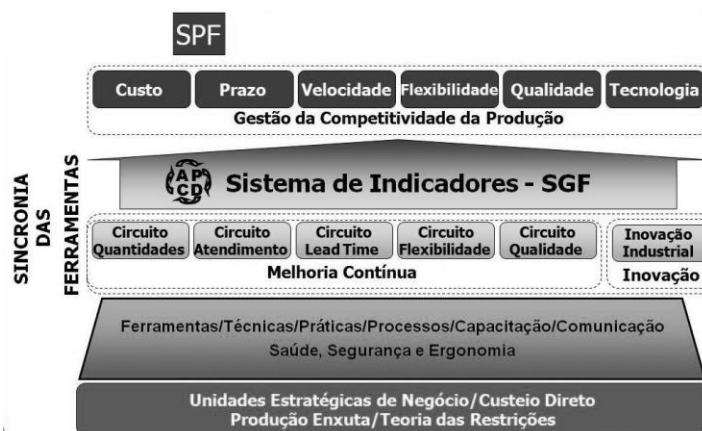 SPF
Custo
Prazo
Velocidade
Flexibilidade
Qualidade
Tecnologia
Gestão da Competitividade da Produção
A P
C D
Sistema de Indicadores - SGF
SINCRONIA
DAS
FERRAMENTAS
Circuito
Quantidades
Circuito
Atendimento
Circuito
Lead Time
Circuito
Flexibilidade
Circuito
Qualidade
Inovação
Industrial
Melhoria Contínua
Inovação
Ferramentas/Técnicas/Práticas/Processos/Capacitação/Comunicação
Saúde, Segurança e Ergonomia
Unidades Estratégicas de Negócio/Custeio Direto
Produção Enxuta/Teoria das Restrições